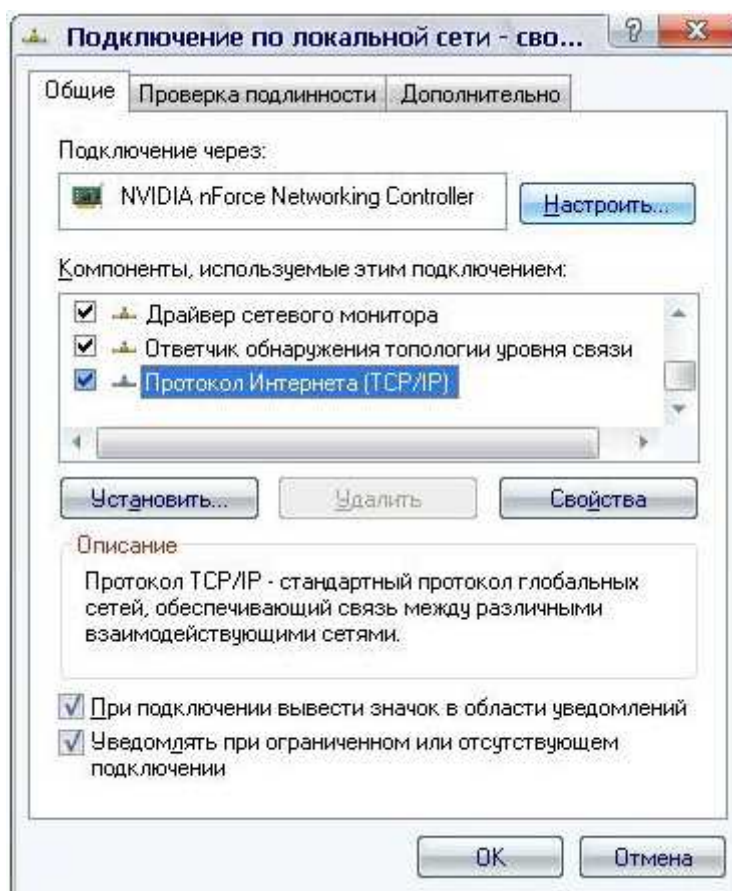 Подключение по локальной сети - сво...
Общие
Проверка подлинности
Дополнительно
Подключение через:
NVIDIA nForce Networking Controller
Настроить...
Компоненты, используемые этим подключением:
Драйвер сетевого монитора
Ответчик обнаружения топологии уровня связи
Протокол Интернета (TCP/IP)
Установить...
Удалить
Свойства
Описание
Протокол TCP/IP - стандартный протокол глобальных
сетей, обеспечивающий связь между различными
взаимодействующими сетями.
При подключении вывести значок в области уведомлений
Уведомлять при ограниченном или отсутствующем
подключении
OK
Отмена